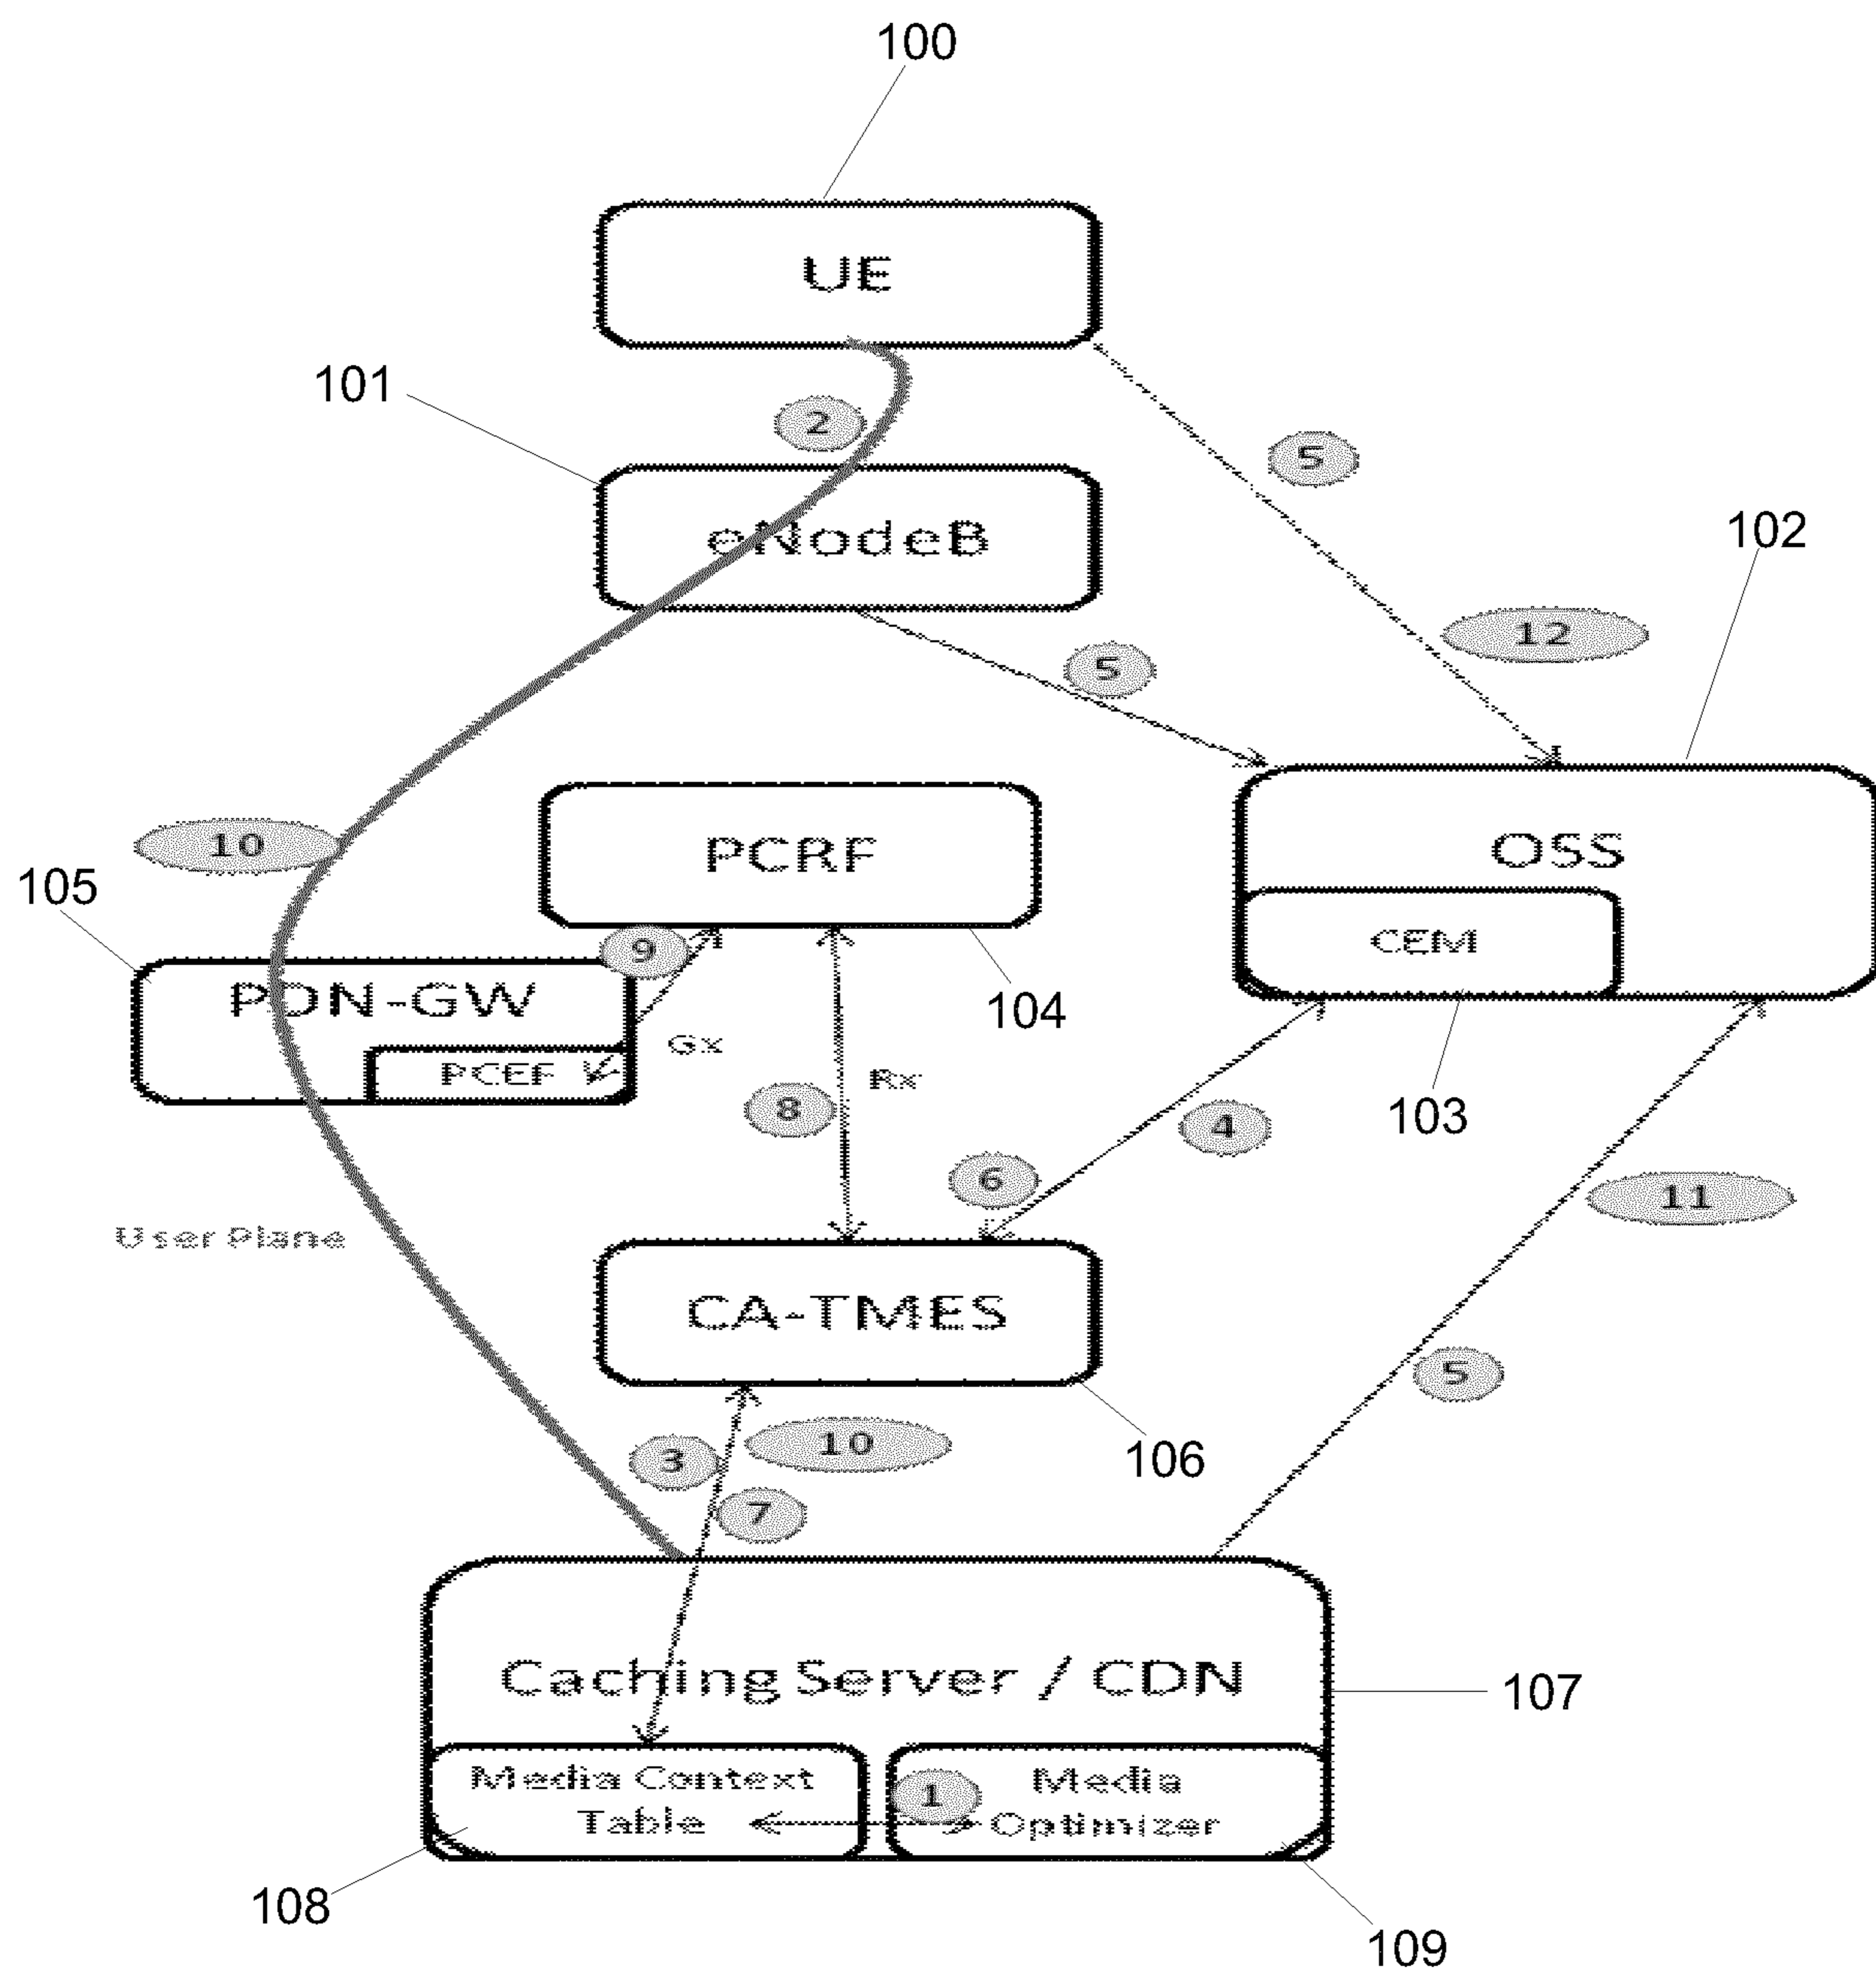 100
UE
101
2
5
eNodeB
102
12
5
10
PCRF
OSS
105
9
CEM
PDN-GW
104
Gx
PCEF
Rx
8
103
4
6
11
User Plane
CA-TMES
5
10
3
106
7
Caching Server / CDN
107
Media Context
Table
1
Media
Optimizer
108
109